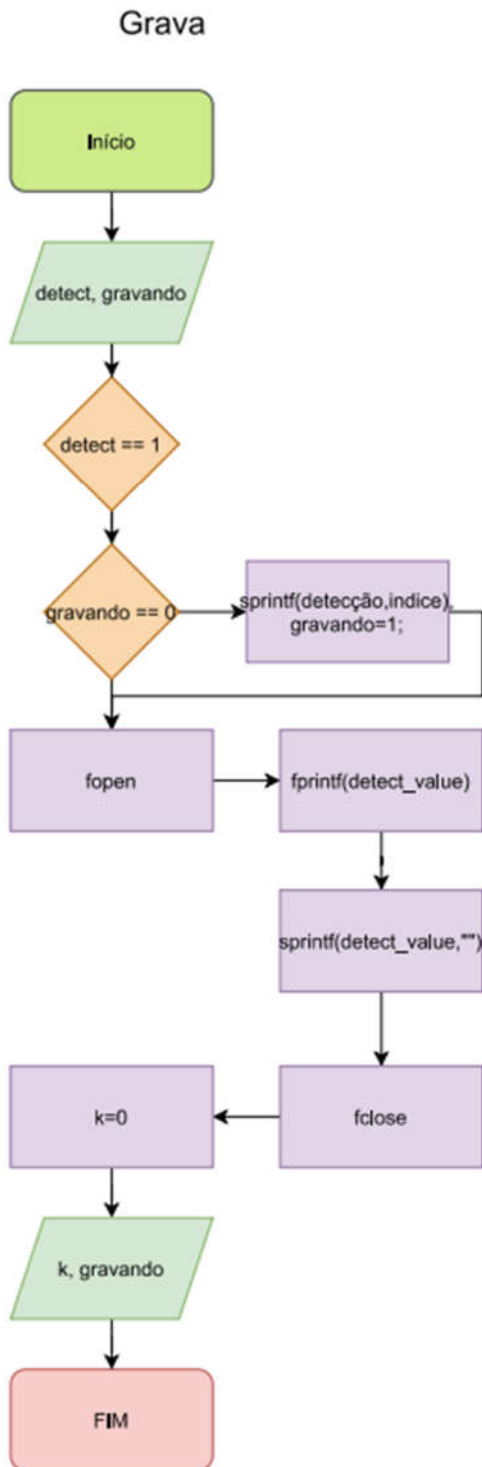 Grava
Início
detect, gravando
detect == 1
gravando == 0
sprintf(detecção,indice),
gravando=1;
fopen
fprintf(detect_value)
sprintf(detect_value,"")
fclose
k=0
k, gravando
FIM